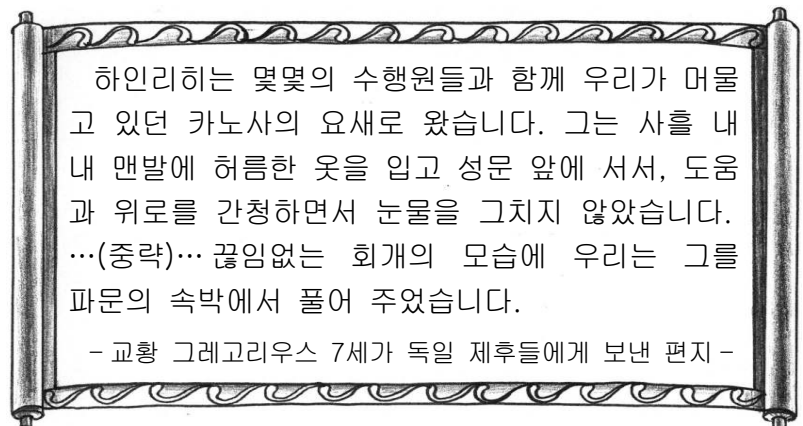 하인리히는 몇몇의 수행원들과 함께 우리가 머물
고 있던 카노사의 요새로 왔습니다. 그는 사흘 내
내 맨발에 허름한 옷을 입고 성문 앞에 서서, 도움
과 위로를 간청하면서 눈물을 그치지 않았습니다.
…(중략)… 끊임없는 회개의 모습에 우리는 그를
파문의 속박에서 풀어 주었습니다.
- 교황 그레고리우스 7세가 독일 제후들에게 보낸 편지 -